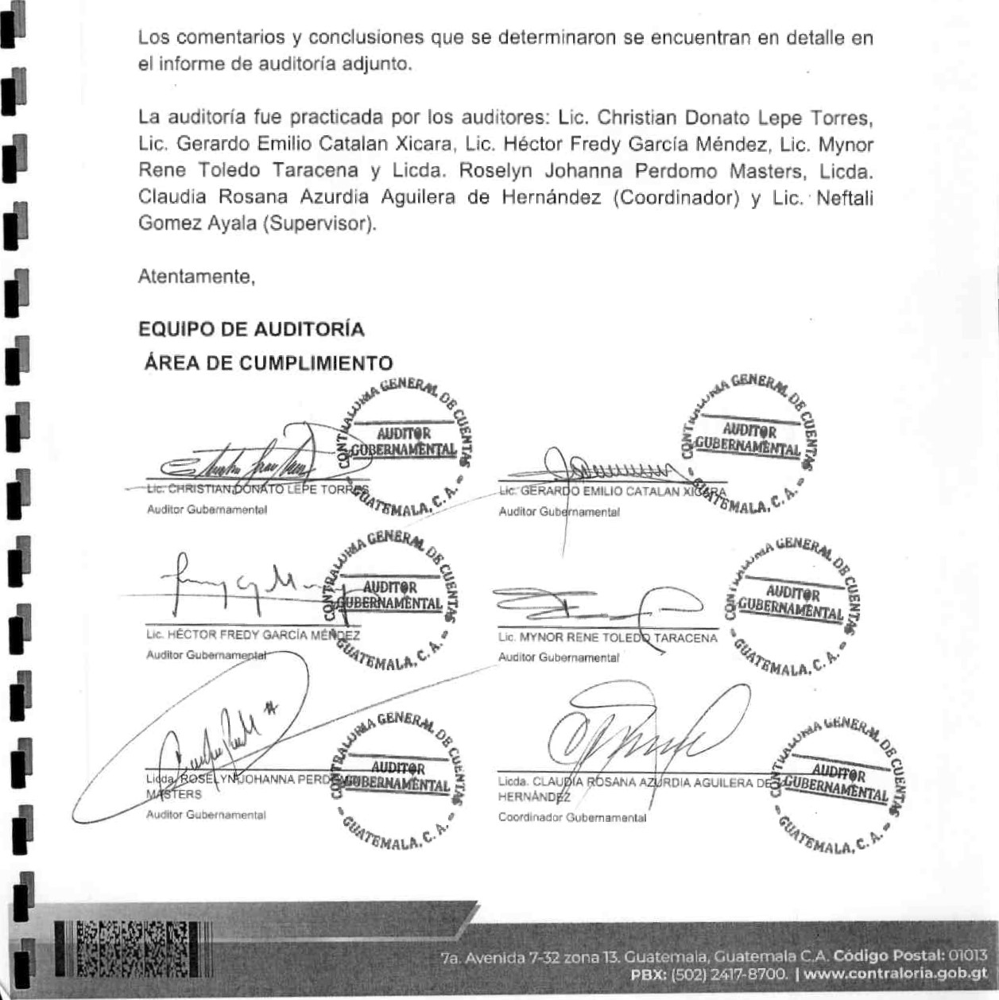 Los comentarios y conclusiones que se determinaron se encuentran en detalle en
el informe de auditoría adjunto.
La auditoría fue practicada por los auditores: Lic. Christian Donato Lepe Torres,
Lic. Gerardo Emilio Catalan Xicara, Lic. Héctor Fredy García Méndez, Lic. Mynor
Rene Toledo Taracena y Licda. Roselyn Johanna Perdomo Masters, Licda.
Claudia Rosana Azurdia Aguilera de Hernández (Coordinador) y Lic. Neftali
Gomez Ayala (Supervisor).
Atentamente,
EQUIPO DE AUDITORÍA
ÁREA DE CUMPLIMIENTO
CONTRALORIA GENERAL DE CUENTAS
AUDITOR
GUBERNAMENTAL
GUATEMALA, C. A.
Lic. CHRISTIAN DONATO LEPE TORRES
Auditor Gubernamental
CONTRALORIA GENERAL DE CUENTAS
AUDITOR
GUBERNAMENTAL
GUATEMALA, C. A.
Lic. GERARDO EMILIO CATALAN XICARA
Auditor Gubernamental
CONTRALORIA GENERAL DE CUENTAS
AUDITOR
GUBERNAMENTAL
GUATEMALA, C. A.
Lic. HÉCTOR FREDY GARCÍA MÉNDEZ
Auditor Gubernamental
CONTRALORIA GENERAL DE CUENTAS
AUDITOR
GUBERNAMENTAL
GUATEMALA, C. A.
Lic. MYNOR RENE TOLEDO TARACENA
Auditor Gubernamental
CONTRALORIA GENERAL DE CUENTAS
AUDITOR
GUBERNAMENTAL
GUATEMALA, C. A.
Licda. ROSELYN JOHANNA PERDOMO
MASTERS
Auditor Gubernamental
CONTRALORIA GENERAL DE CUENTAS
AUDITOR
GUBERNAMENTAL
GUATEMALA, C. A.
Licda. CLAUDIA ROSANA AZURDIA AGUILERA DE
HERNÁNDEZ
Coordinador Gubernamental
7a. Avenida 7-32 zona 13. Guatemala, Guatemala C.A. Código Postal: 01013
PBX: (502) 2417-8700. | www.contraloria.gob.gt